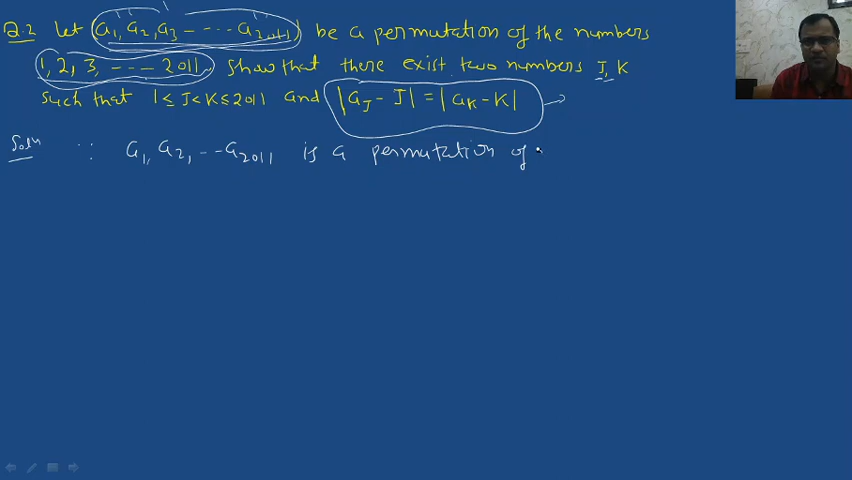 Q.2 Let a1, a2, a3 - - ··· a2011 be a permutation of the numbers
1, 2, 3, ---- 2011 show that there exist two numbers J, K
such that 1 ≤ J < K ≤ 2011 and |aJ - J| = |aK - K|
Soln ∵ a1, a2, ··-a2011 is a permutation of